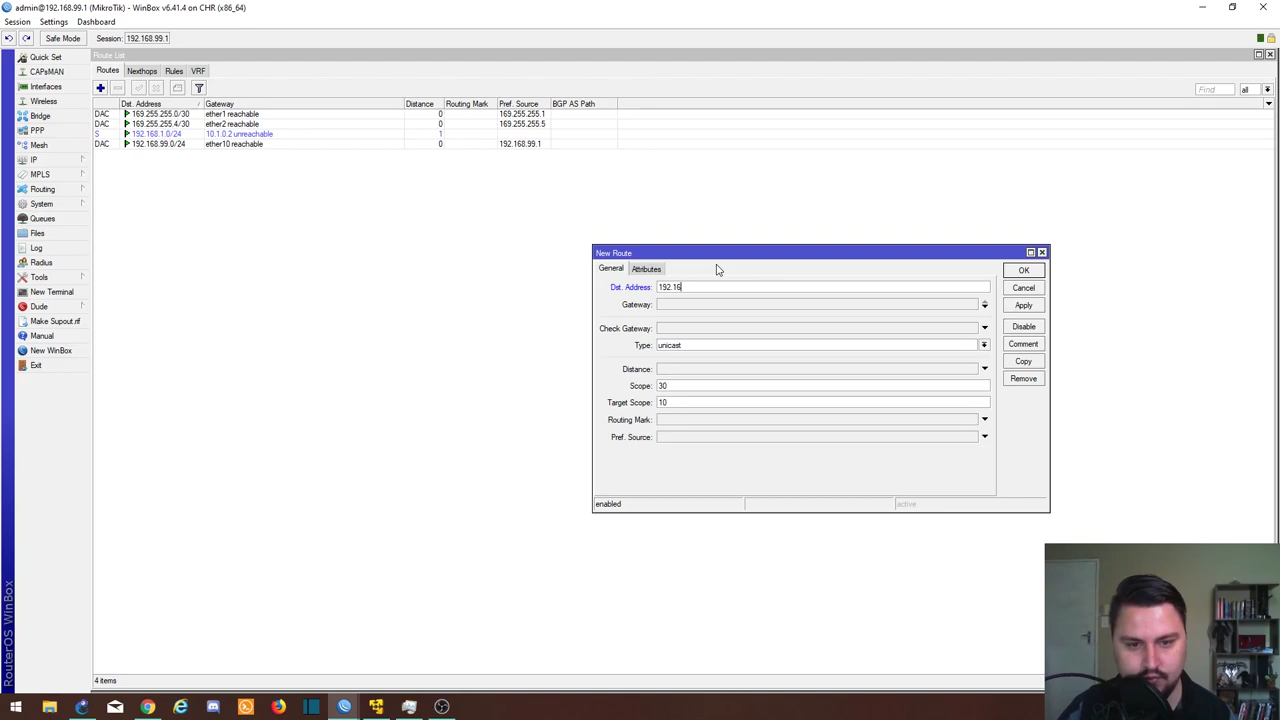 admin@192.168.99.1 (MikroTik) - WinBox v6.41.4 on CHR (x86_64)
Session Settings Dashboard
Safe Mode Session: 192.168.99.1
Quick Set
CAPsMAN
Interfaces
Wireless
Bridge
PPP
Mesh
IP
MPLS
Routing
System
Queues
Files
Log
Radius
Tools
New Terminal
Dude
Make Supout.rif
Manual
New WinBox
Exit
RouterOS WinBox
Route List
Routes Nexthops Rules VRF
Find all
Dst. Address Gateway Distance Routing Mark Pref. Source BGP AS Path
DAC 169.255.255.0/30 ether1 reachable 0 169.255.255.1
DAC 169.255.255.4/30 ether2 reachable 0 169.255.255.5
S 192.168.1.0/24 10.1.0.2 unreachable 1
DAC 192.168.99.0/24 ether10 reachable 0 192.168.99.1
New Route
General Attributes
Dst. Address: 192.16
Gateway:
Check Gateway:
Type: unicast
Distance:
Scope: 30
Target Scope: 10
Routing Mark:
Pref. Source:
OK
Cancel
Apply
Disable
Comment
Copy
Remove
enabled active
4 items